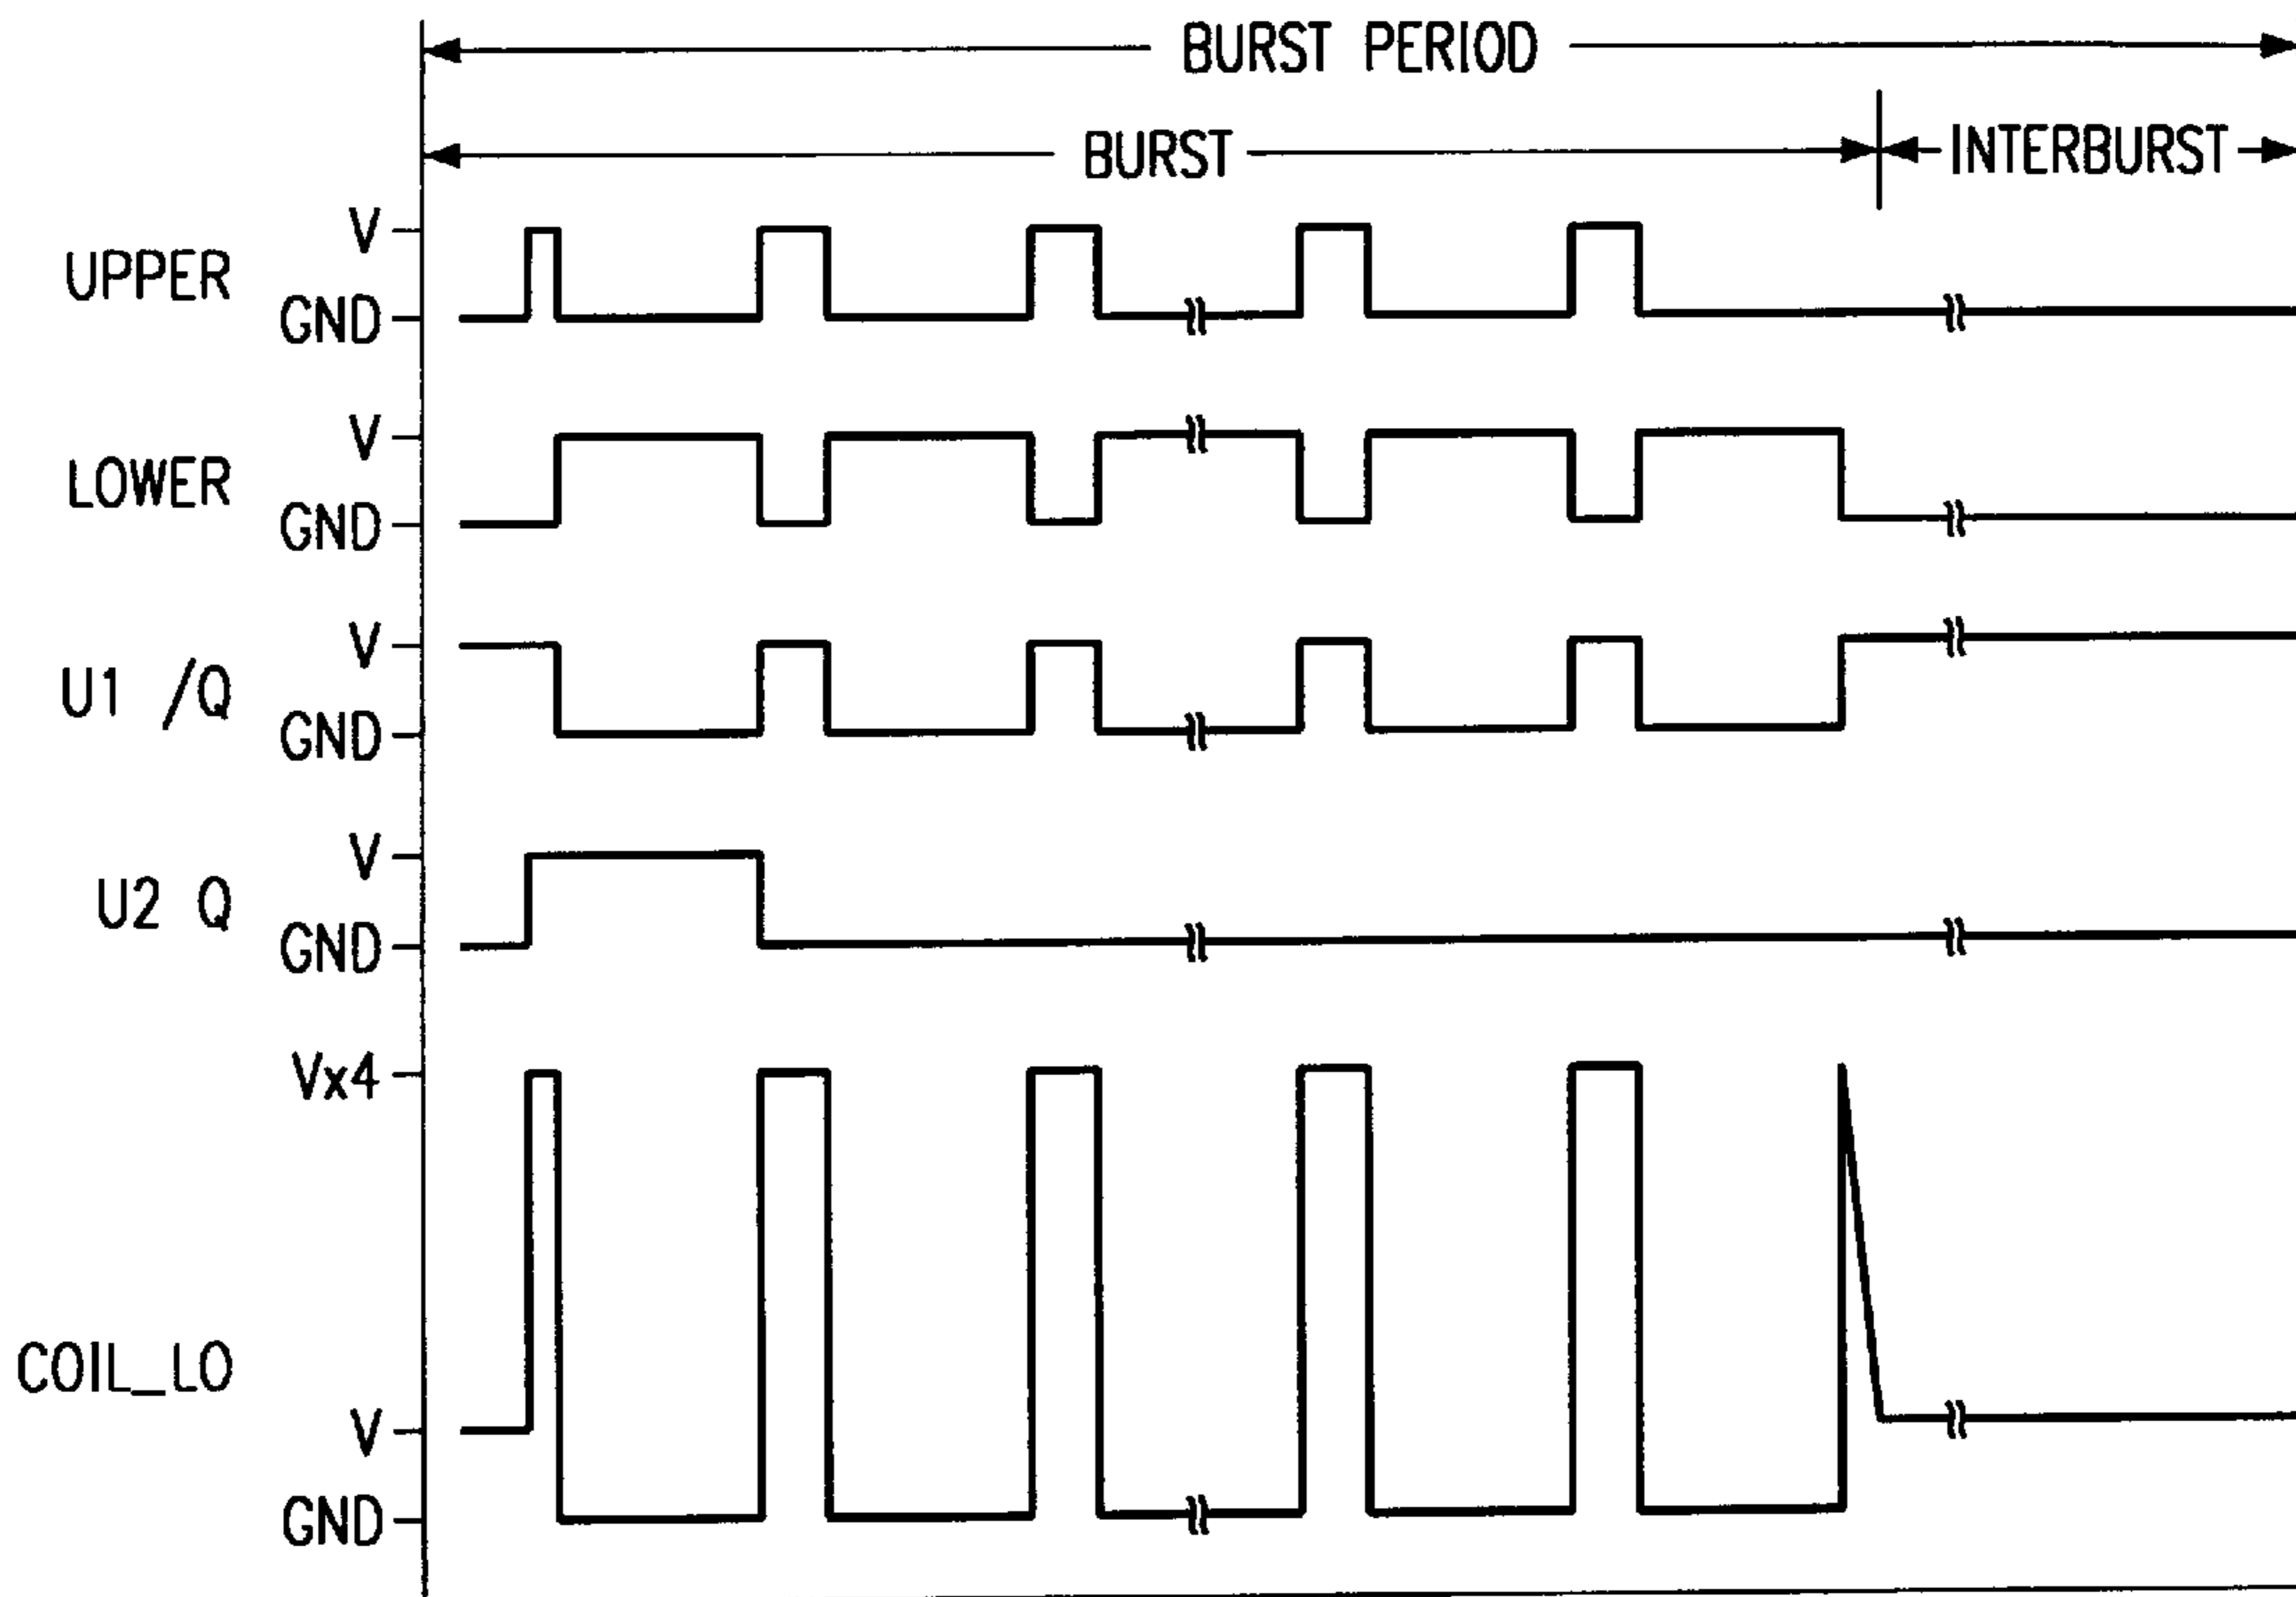 BURST PERIOD
BURST
INTERBURST
UPPER
V
GND
LOWER
V
GND
U1 /Q
V
GND
U2 Q
V
GND
COIL_LO
Vx4
V
GND